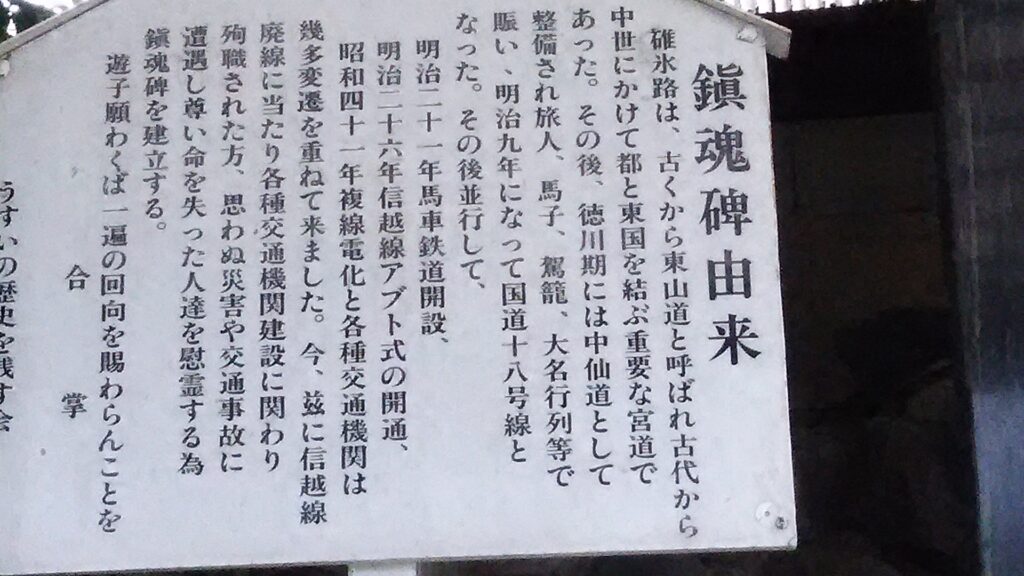 鎭魂碑由来
碓氷路は、古くから東山道と呼ばれ古代から
中世にかけて都と東国を結ぶ重要な宮道で
あった。その後、徳川期には中仙道として
整備され旅人、馬子、駕籠、大名行列等で
賑い、明治九年になって国道十八号線と
なった。その後並行して、
明治二十一年馬車鉄道開設、
明治二十六年信越線アブト式の開通、
昭和四十一年複線電化と各種交通機関は
幾多変遷を重ねて来ました。今、玆に信越線
廃線に当たり各種交通機関建設に関わり
殉職された方、思わぬ災害や交通事故に
遭遇し尊い命を失った人達を慰霊する為
鎭魂碑を建立する。
遊子願わくば一遍の回向を賜わらんことを
合掌
うすいの歴史を残す会